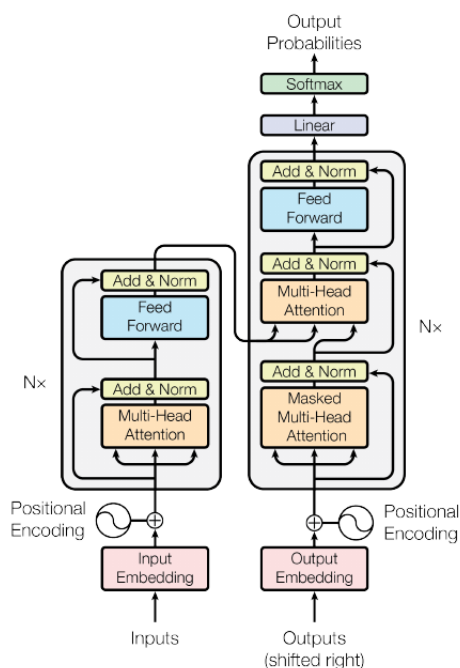 Output
Probabilities
Softmax
Linear
Add & Norm
Feed
Forward
Add & Norm
Multi-Head
Attention
Nx
Add & Norm
Masked
Multi-Head
Attention
Add & Norm
Feed
Forward
Nx
Add & Norm
Multi-Head
Attention
Positional
Encoding
Positional
Encoding
Input
Embedding
Output
Embedding
Inputs
Outputs
(shifted right)